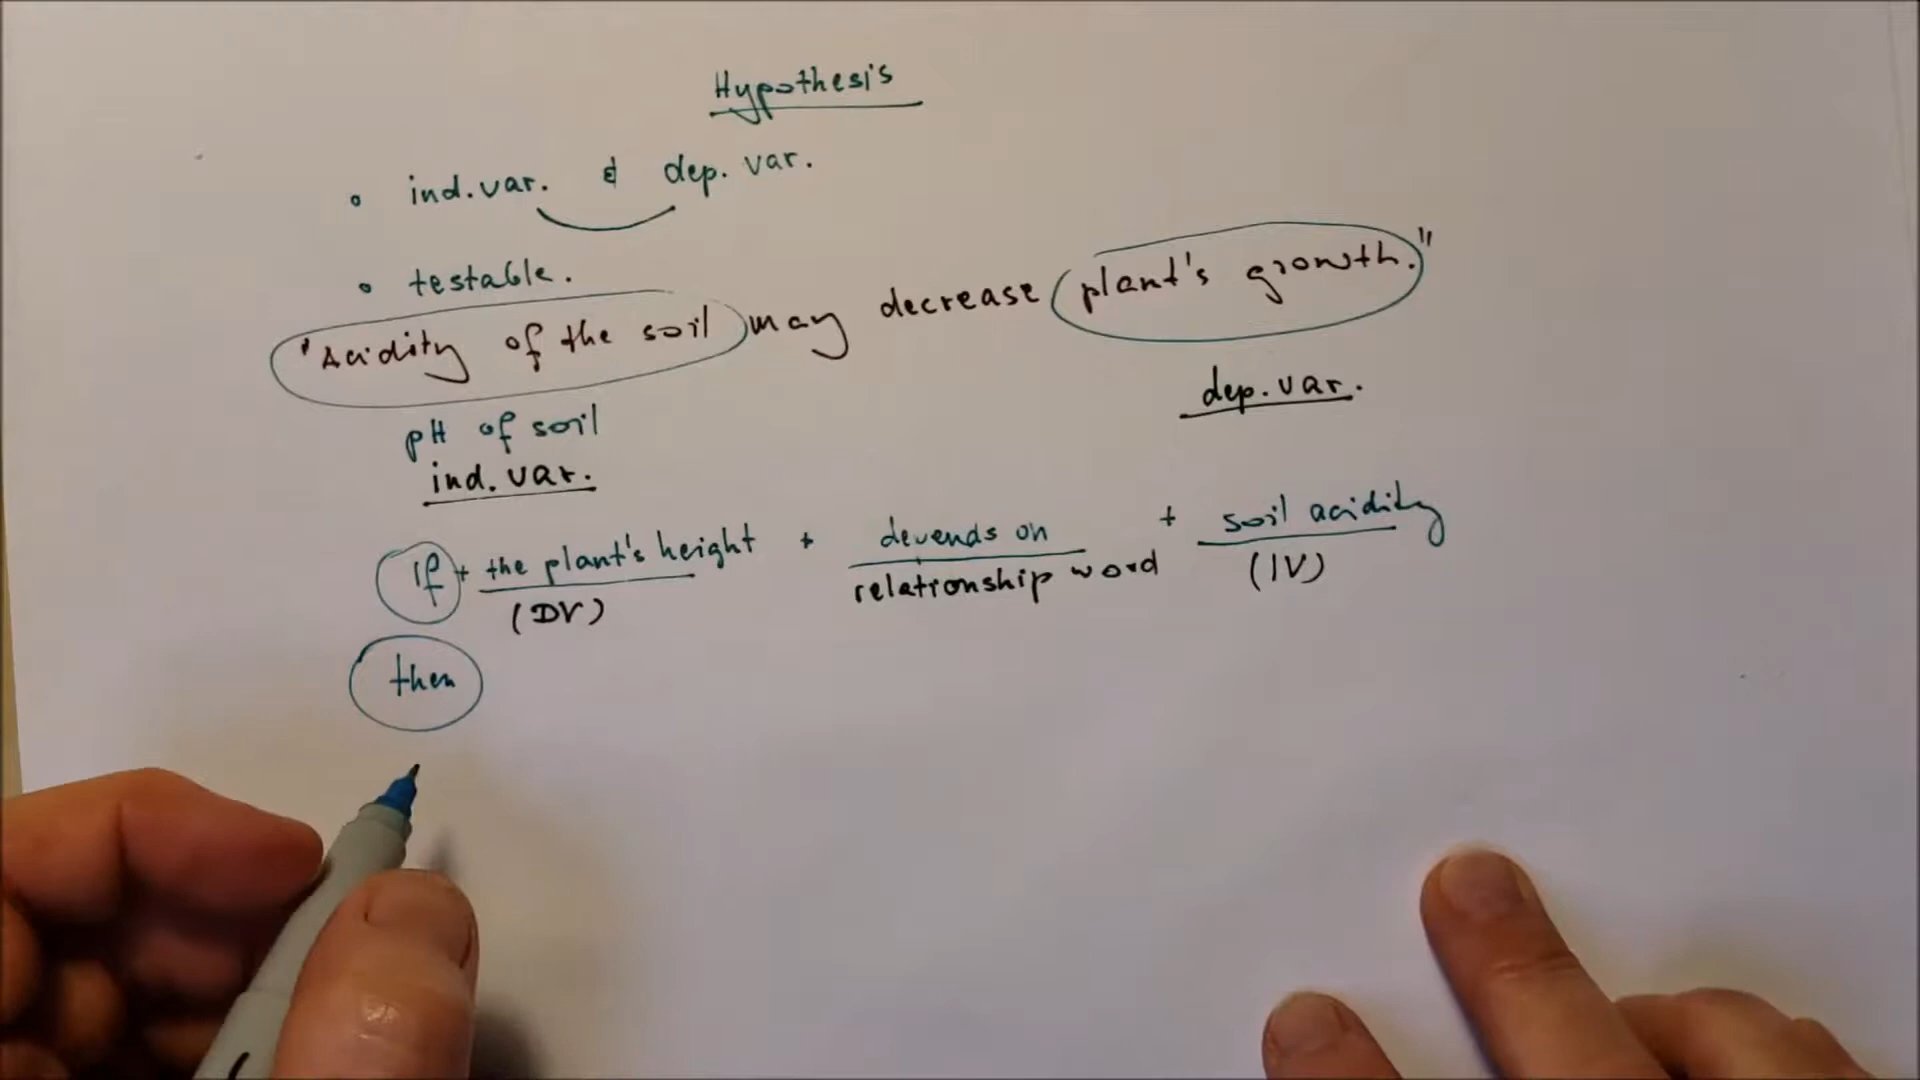 Hypothesis
• ind.var. & dep. var.
• testable.
"Acidity of the soil may decrease plant's growth."
pH of soil
ind. var.
dep. var.
If + the plant's height + depends on + soil acidity
(DV) relationship word (IV)
then